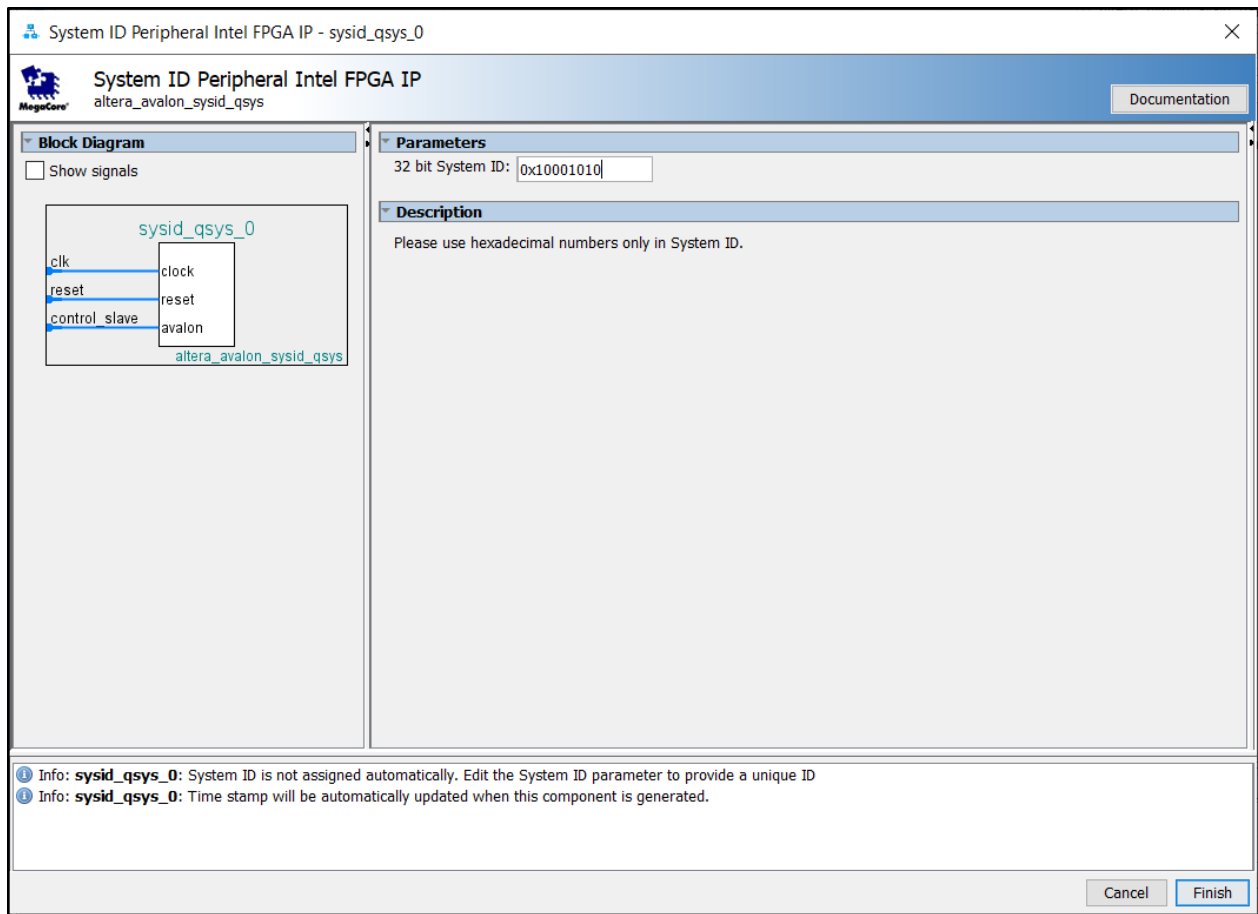 System ID Peripheral Intel FPGA IP - sysid_qsys_0
MegaCore®
System ID Peripheral Intel FPGA IP
altera_avalon_sysid_qsys
Documentation
Block Diagram
Show signals
sysid_qsys_0
clk
clock
reset
reset
control_slave
avalon
altera_avalon_sysid_qsys
Parameters
32 bit System ID: 0x10001010
Description
Please use hexadecimal numbers only in System ID.
Info: sysid_qsys_0: System ID is not assigned automatically. Edit the System ID parameter to provide a unique ID
Info: sysid_qsys_0: Time stamp will be automatically updated when this component is generated.
Cancel
Finish